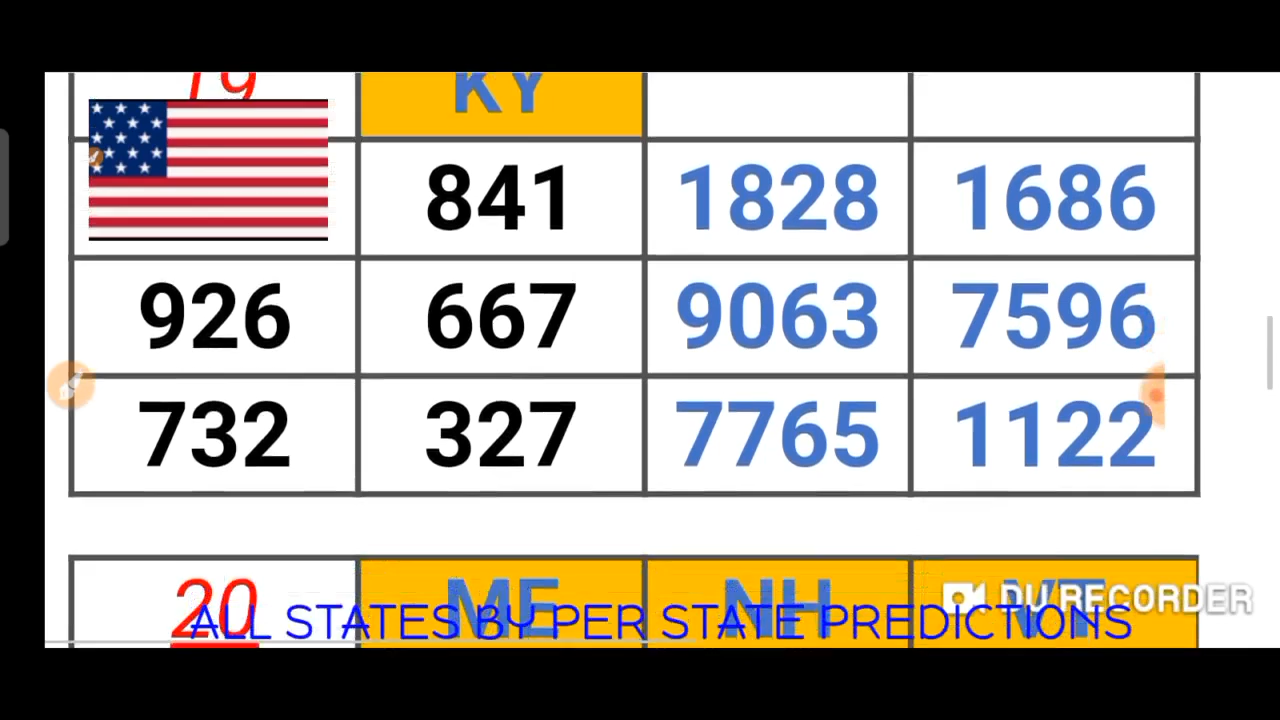 19 KY
841 1828 1686
926 667 9063 7596
732 327 7765 1122
20 ME NH VT
ALL STATES BY PER STATE PREDICTIONS
DU RECORDER